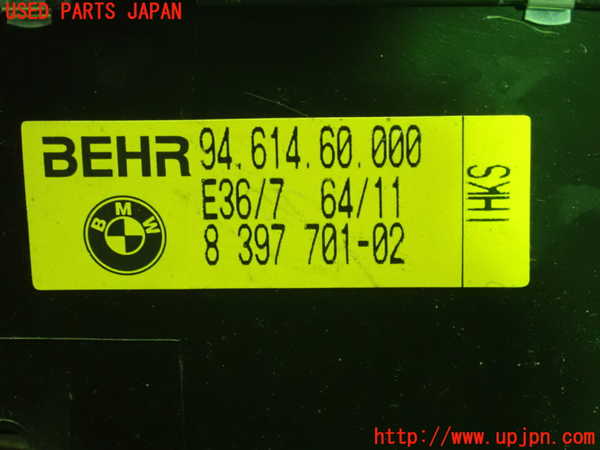 USED PARTS JAPAN
BEHR 94.614.60.000
BMW E36/7 64/11
8 397 701-02
IHKS
http://www.upjpn.com/